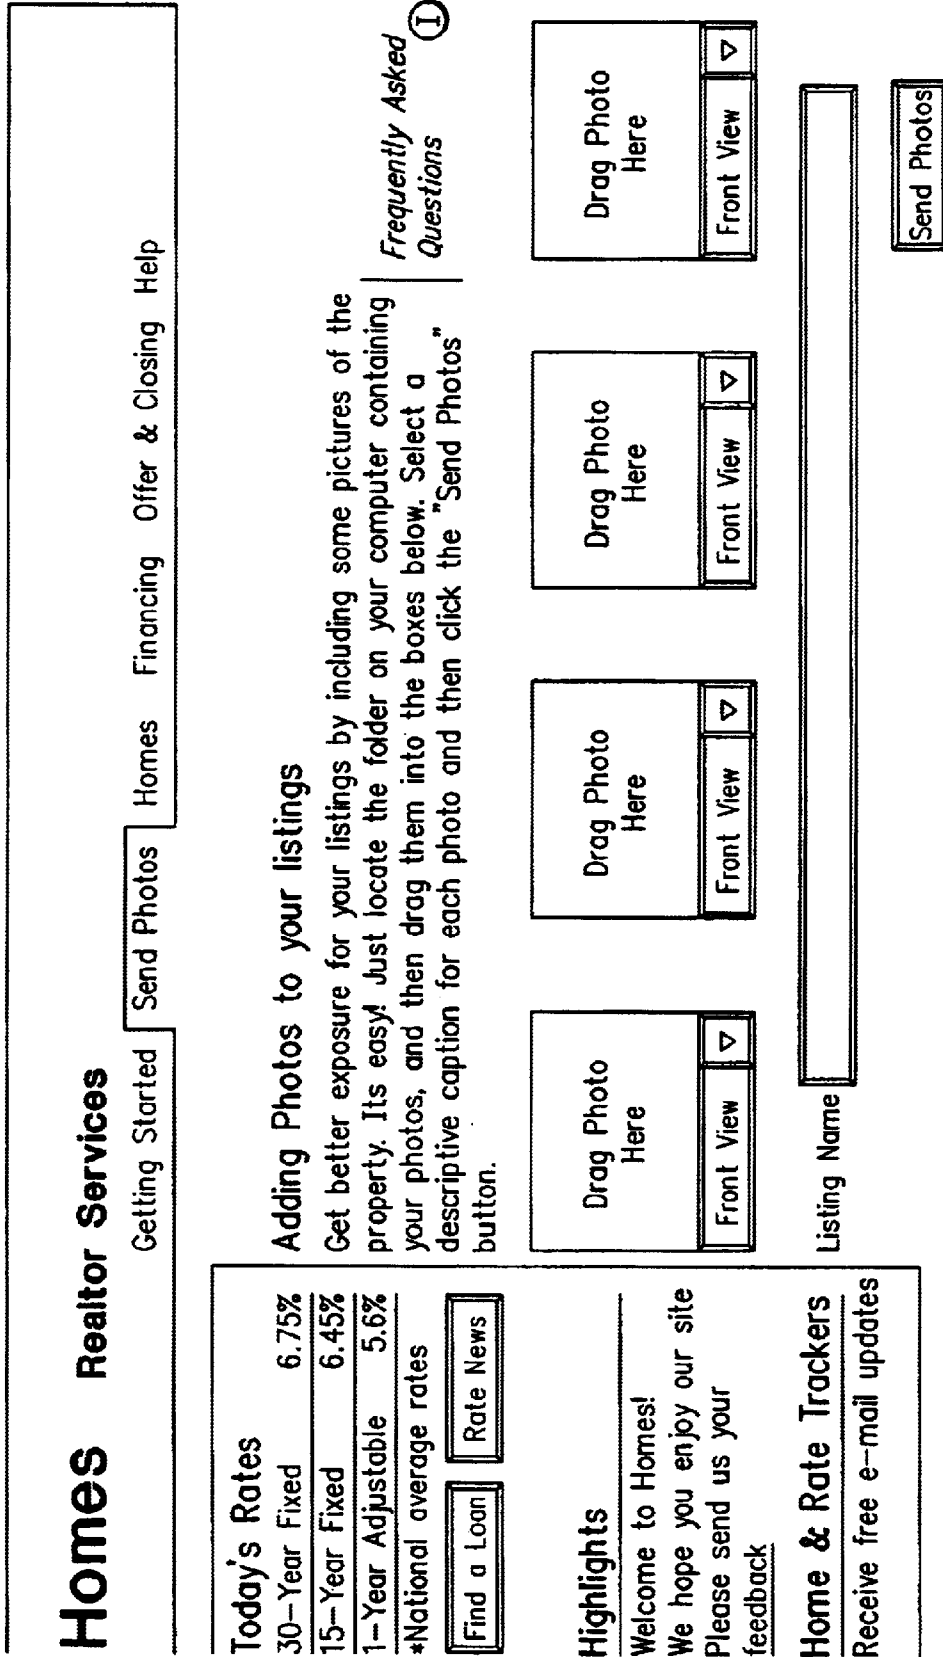 Homes Realtor Services
Getting Started Send Photos Homes Financing Offer & Closing Help
Today's Rates
30-Year Fixed 6.75%
15-Year Fixed 6.45%
1-Year Adjustable 5.6%
*National average rates
Find a Loan Rate News
Highlights
Welcome to Homes!
We hope you enjoy our site
Please send us your
feedback
Home & Rate Trackers
Receive free e-mail updates
Adding Photos to your listings
Get better exposure for your listings by including some pictures of the
property. Its easy! Just locate the folder on your computer containing
your photos, and then drag them into the boxes below. Select a
descriptive caption for each photo and then click the "Send Photos"
button.
Frequently Asked
Questions
I
Drag Photo
Here
Front View
Drag Photo
Here
Front View
Drag Photo
Here
Front View
Drag Photo
Here
Front View
Listing Name
Send Photos